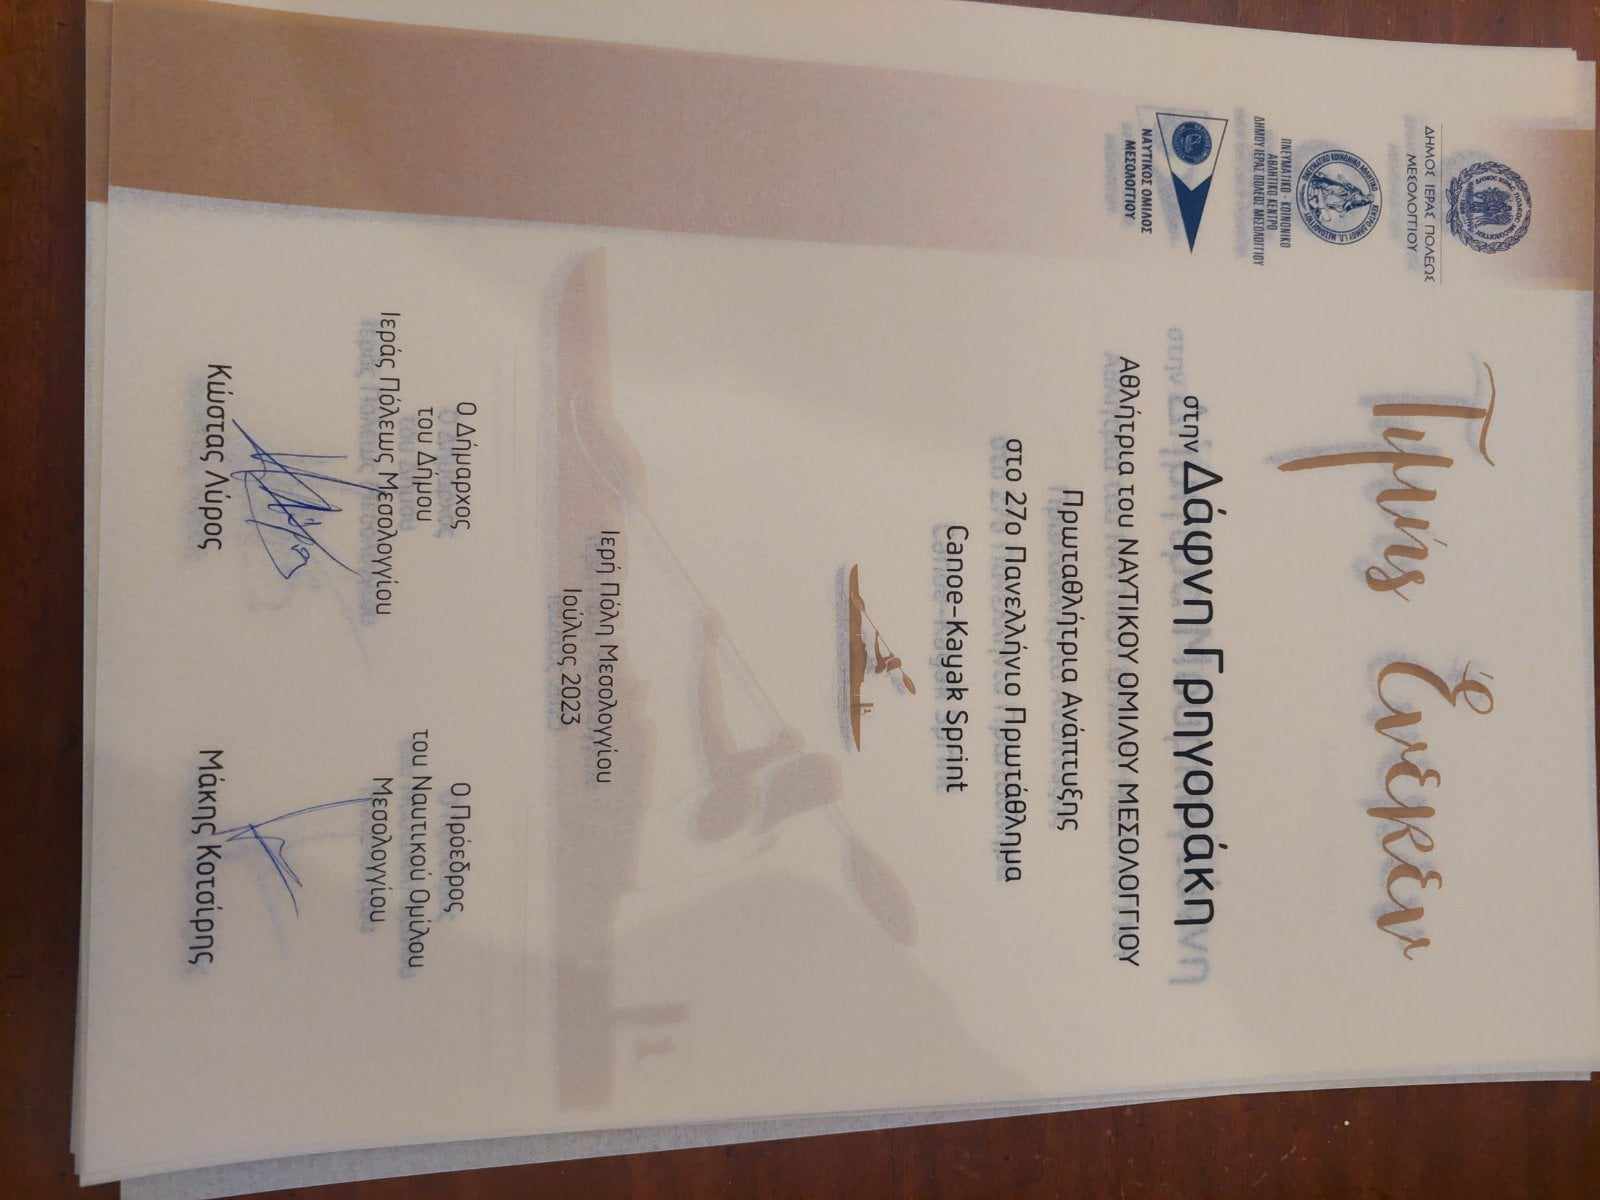 ΔΗΜΟΣ ΙΕΡΑΣ ΠΟΛΕΩΣ
ΜΕΣΟΛΟΓΓΙΟΥ
ΠΝΕΥΜΑΤΙΚΟ - ΚΟΙΝΩΝΙΚΟ
ΑΘΛΗΤΙΚΟ ΚΕΝΤΡΟ
ΔΗΜΟΥ ΙΕΡΑΣ ΠΟΛΕΩΣ ΜΕΣΟΛΟΓΓΙΟΥ
ΝΑΥΤΙΚΟΣ ΟΜΙΛΟΣ
ΜΕΣΟΛΟΓΓΙΟΥ
Τιμής Ἑνεκεν
στην Δάφνη Γρηγοράκη
Αθλήτρια του ΝΑΥΤΙΚΟΥ ΟΜΙΛΟΥ ΜΕΣΟΛΟΓΓΙΟΥ
Πρωταθλήτρια Ανάπτυξης
στο 27ο Πανελλήνιο Πρωτάθλημα
Canoe-Kayak Sprint
Ιερή Πόλη Μεσολογγίου
Ιούλιος 2023
Ο Δήμαρχος
του Δήμου
Ιεράς Πόλεως Μεσολογγίου
Κώστας Λύρος
Ο Πρόεδρος
του Ναυτικού Ομίλου
Μεσολογγίου
Μάκης Κοτσίρης